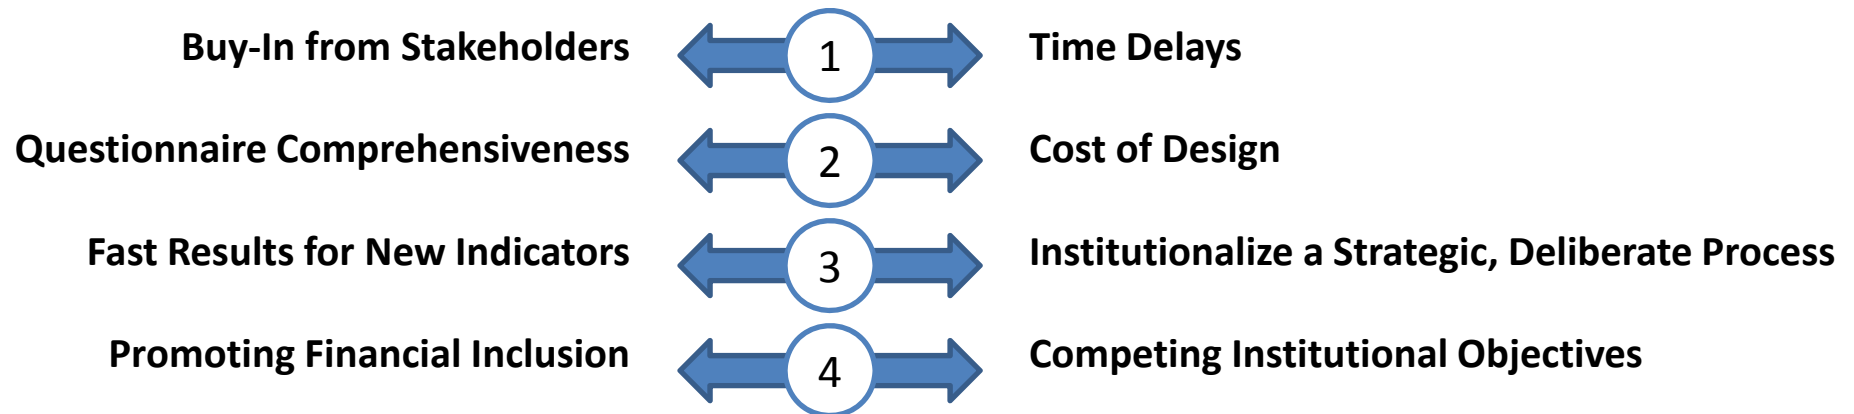 Buy-In from Stakeholders 1 Time Delays
Questionnaire Comprehensiveness 2 Cost of Design
Fast Results for New Indicators 3 Institutionalize a Strategic, Deliberate Process
Promoting Financial Inclusion 4 Competing Institutional Objectives